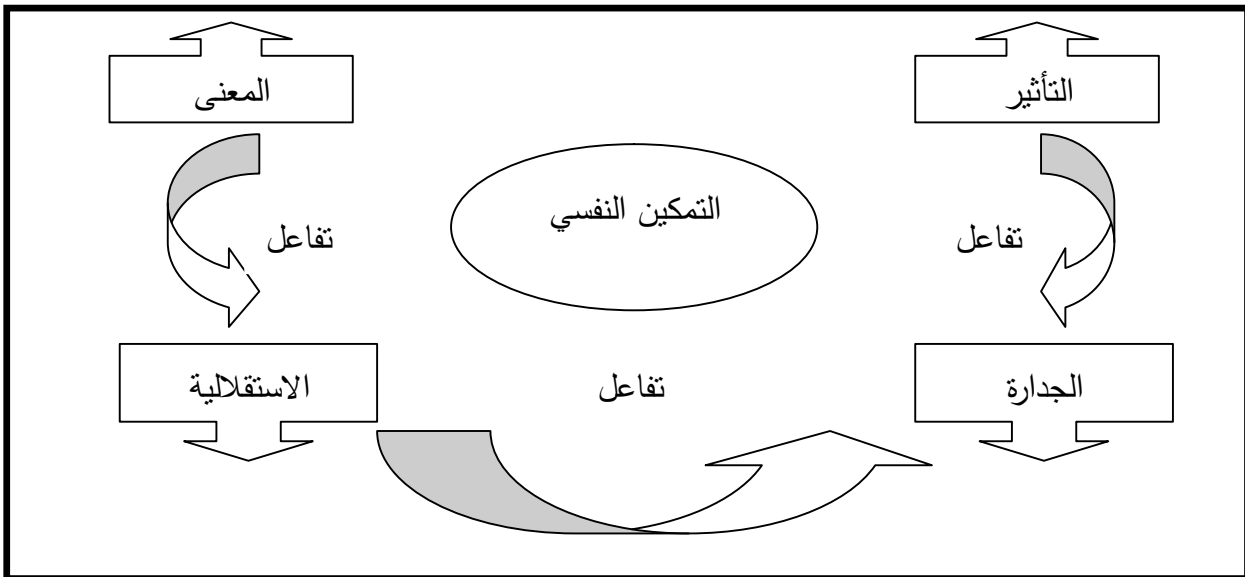 التأثير
المعنى
التمكين النفسي
تفاعل
تفاعل
الجدارة
تفاعل
الاستقلالية